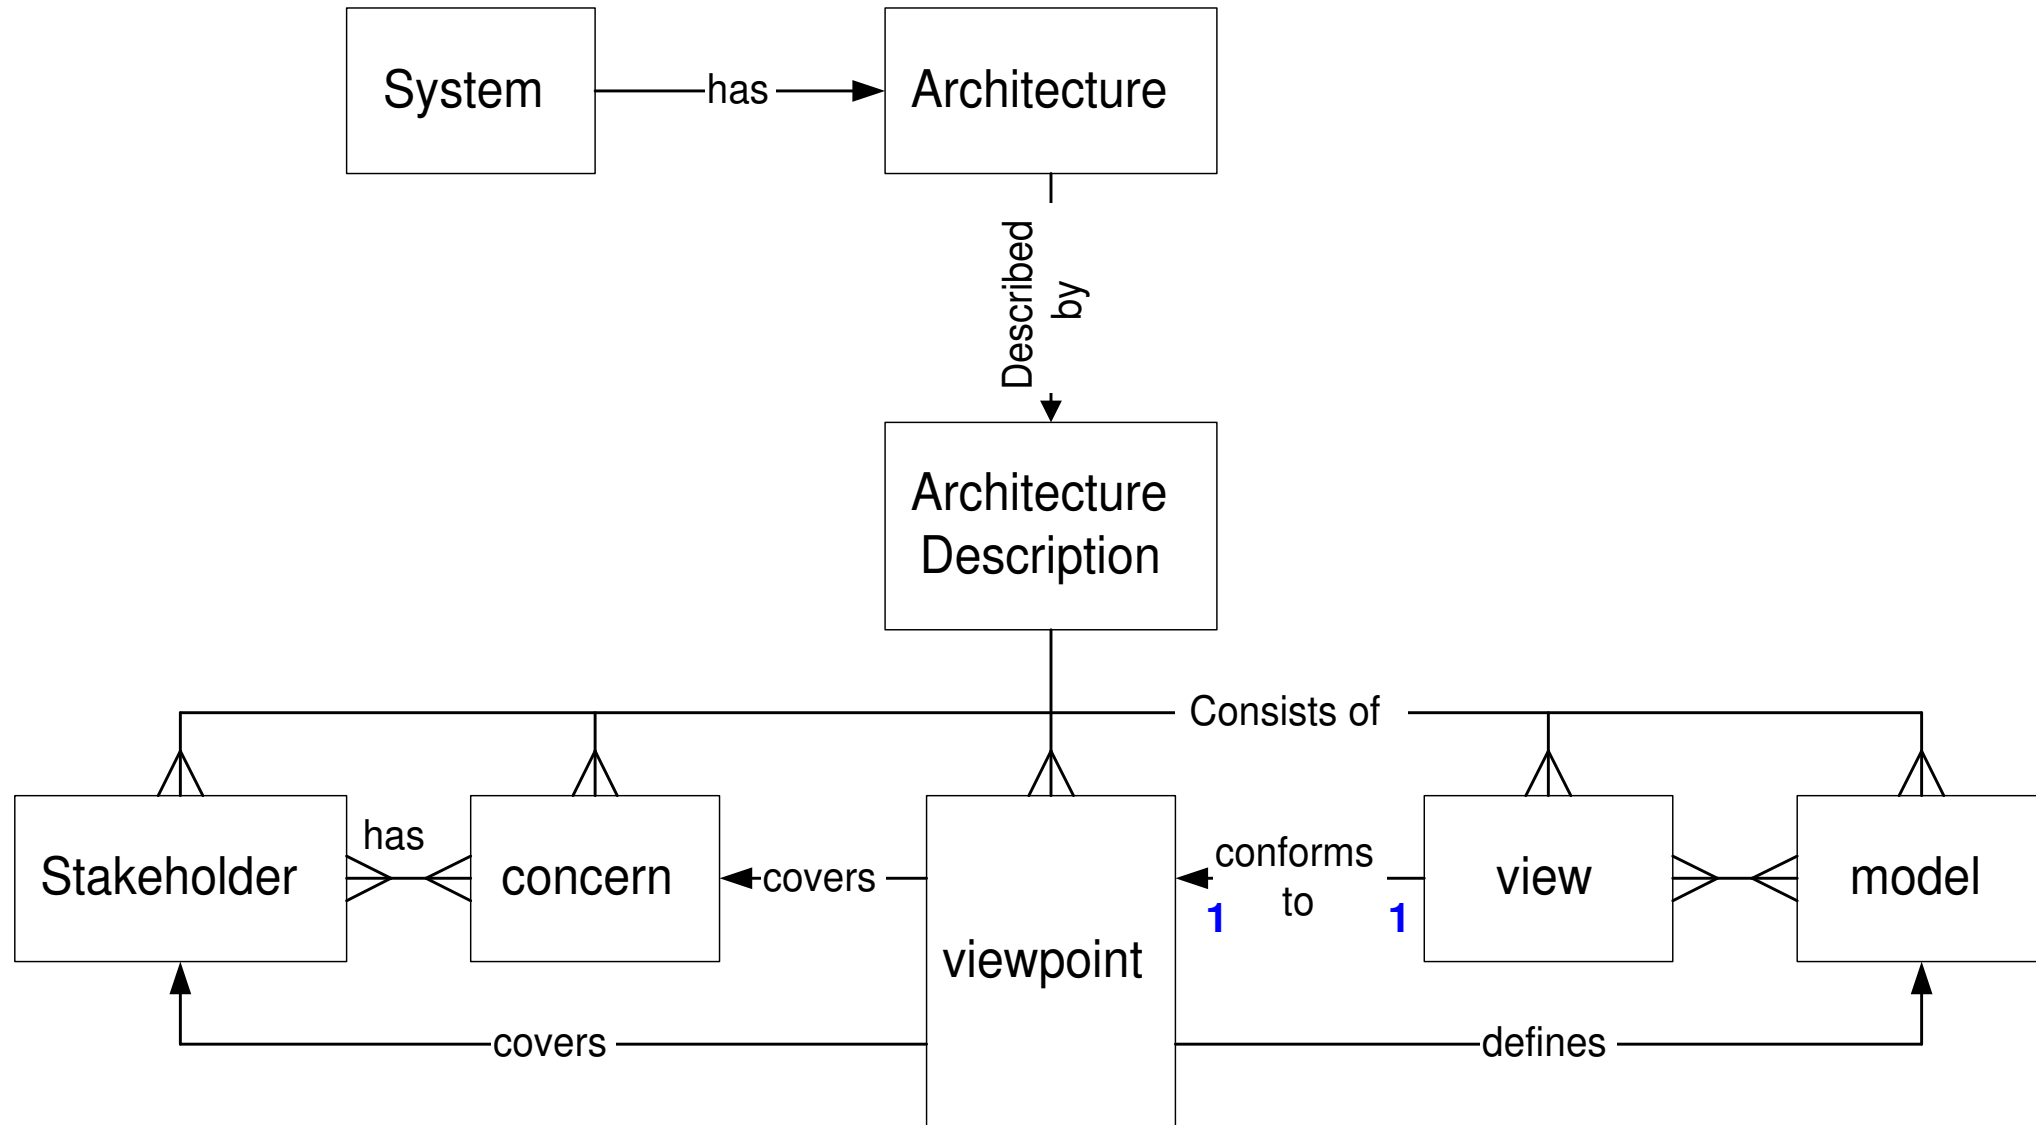 System
has
Architecture
Described
by
Architecture
Description
Consists of
Stakeholder
has
concern
covers
viewpoint
conforms
to
1
1
view
model
covers
defines